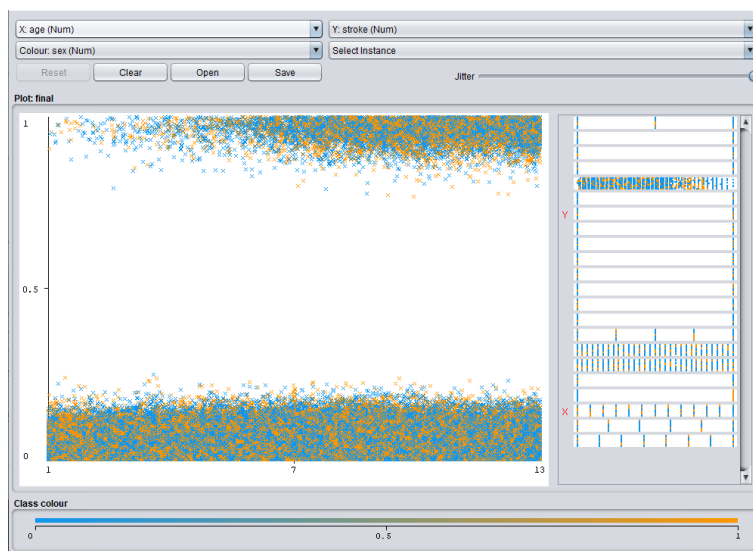 X: age (Num) Y: stroke (Num)
Colour: sex (Num) Select Instance
Reset Clear Open Save Jitter
Plot: final
1
0.5
0
1 7 13
Y
X
Class colour
0 0.5 1